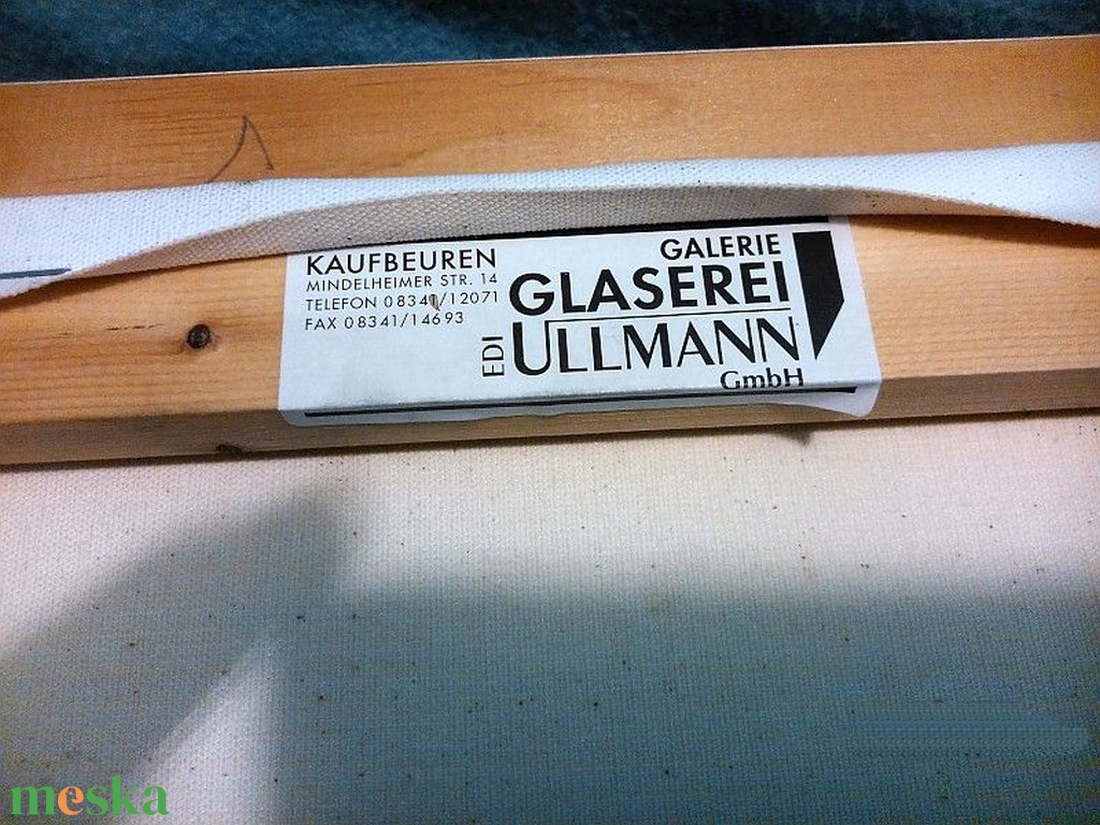 KAUFBEUREN
MINDELHEIMER STR. 14
TELEFON 08341/12071
FAX 08341/14693
GALERIE
GLASEREI
EDI ULLMANN
GmbH
meska